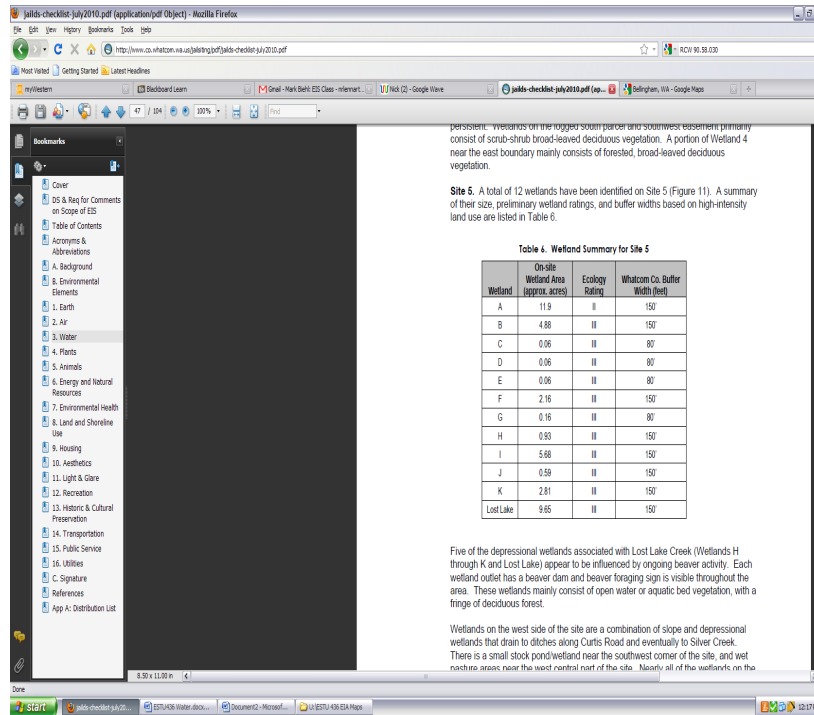 jailds-checklist-july2010.pdf (application/pdf Object) - Mozilla Firefox
File Edit View History Bookmarks Tools Help
http://www.co.whatcom.wa.us/jailsiting/pdf/jailds-checklist-july2010.pdf
RCW 90.58.030
Most Visited Getting Started Latest Headlines
myWestern Blackboard Learn Gmail - Mark Biehl: EIS Class - mlenmart... Nick (2) - Google Wave jailds-checklist-july2010.pdf (ap... Bellingham, WA - Google Maps
47 / 104 100% Find
Bookmarks
Cover
DS & Req for Comments
on Scope of EIS
Table of Contents
Acronyms &
Abbreviations
A. Background
B. Environmental
Elements
1. Earth
2. Air
3. Water
4. Plants
5. Animals
6. Energy and Natural
Resources
7. Environmental Health
8. Land and Shoreline
Use
9. Housing
10. Aesthetics
11. Light & Glare
12. Recreation
13. Historic & Cultural
Preservation
14. Transportation
15. Public Service
16. Utilities
C. Signature
References
App A: Distribution List
persistent. Wetlands on the logged south parcel and southwest easement primarily
consist of scrub-shrub broad-leaved deciduous vegetation. A portion of Wetland 4
near the east boundary mainly consists of forested, broad-leaved deciduous
vegetation.
Site 5. A total of 12 wetlands have been identified on Site 5 (Figure 11). A summary
of their size, preliminary wetland ratings, and buffer widths based on high-intensity
land use are listed in Table 6.
Table 6. Wetland Summary for Site 5
Wetland On-site Wetland Area (approx. acres) Ecology Rating Whatcom Co. Buffer Width (feet)
A 11.9 II 150'
B 4.88 III 150'
C 0.06 III 80'
D 0.06 III 80'
E 0.06 III 80'
F 2.16 III 150'
G 0.16 III 80'
H 0.93 III 150'
I 5.68 III 150'
J 0.59 III 150'
K 2.81 III 150'
Lost Lake 9.65 III 150'
Five of the depressional wetlands associated with Lost Lake Creek (Wetlands H
through K and Lost Lake) appear to be influenced by ongoing beaver activity. Each
wetland outlet has a beaver dam and beaver foraging sign is visible throughout the
area. These wetlands mainly consist of open water or aquatic bed vegetation, with a
fringe of deciduous forest.
Wetlands on the west side of the site are a combination of slope and depressional
wetlands that drain to ditches along Curtis Road and eventually to Silver Creek.
There is a small stock pond/wetland near the southwest corner of the site, and wet
pasture areas near the west central part of the site. Nearly all of the wetlands on the
8.50 x 11.00 in
Done
start jailds-checklist-july20... ESTU436 Water.docx... Document2 - Microsof... U:\ESTU 436 EIA Maps 12:17